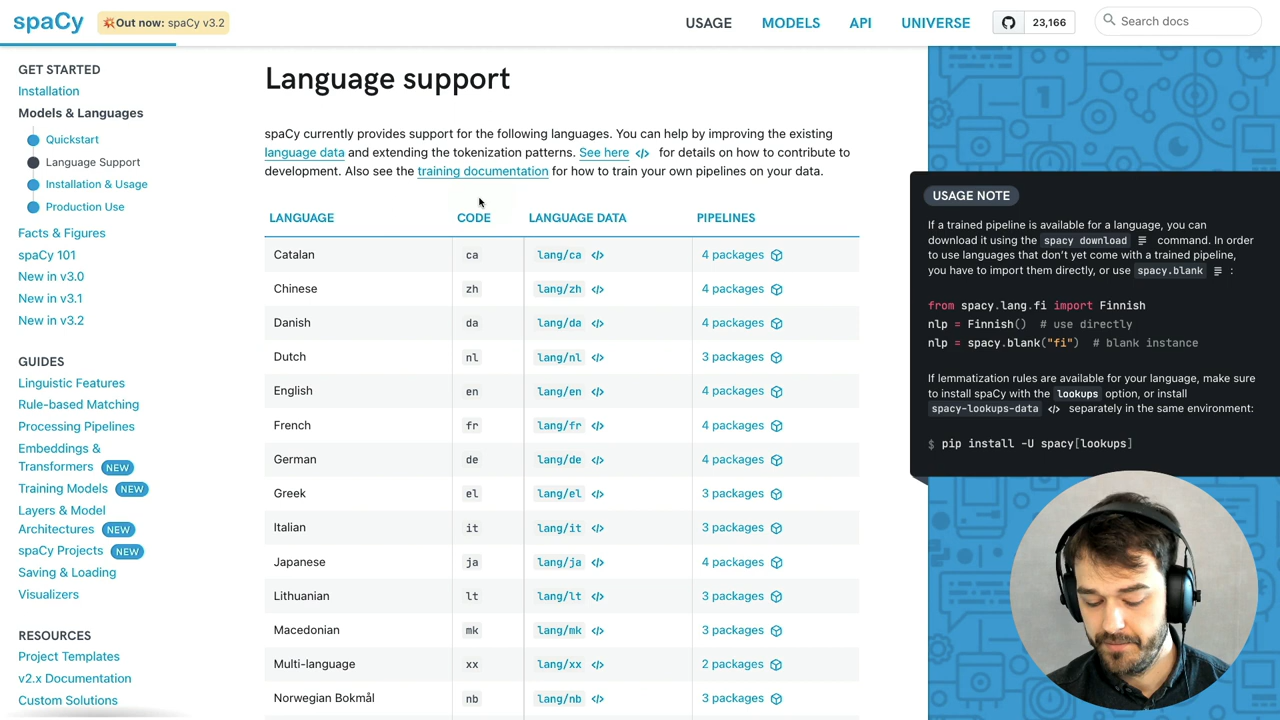 spaCy
💥Out now: spaCy v3.2
USAGE
MODELS
API
UNIVERSE
23,166
Search docs
GET STARTED
Installation
Models & Languages
Quickstart
Language Support
Installation & Usage
Production Use
Facts & Figures
spaCy 101
New in v3.0
New in v3.1
New in v3.2
GUIDES
Linguistic Features
Rule-based Matching
Processing Pipelines
Embeddings &
Transformers NEW
Training Models NEW
Layers & Model
Architectures NEW
spaCy Projects NEW
Saving & Loading
Visualizers
RESOURCES
Project Templates
v2.x Documentation
Custom Solutions
Language support
spaCy currently provides support for the following languages. You can help by improving the existing
language data and extending the tokenization patterns. See here </> for details on how to contribute to
development. Also see the training documentation for how to train your own pipelines on your data.
LANGUAGE CODE LANGUAGE DATA PIPELINES
Catalan ca lang/ca </> 4 packages
Chinese zh lang/zh </> 4 packages
Danish da lang/da </> 4 packages
Dutch nl lang/nl </> 3 packages
English en lang/en </> 4 packages
French fr lang/fr </> 4 packages
German de lang/de </> 4 packages
Greek el lang/el </> 3 packages
Italian it lang/it </> 3 packages
Japanese ja lang/ja </> 4 packages
Lithuanian lt lang/lt </> 3 packages
Macedonian mk lang/mk </> 3 packages
Multi-language xx lang/xx </> 2 packages
Norwegian Bokmål nb lang/nb </> 3 packages
USAGE NOTE
If a trained pipeline is available for a language, you can
download it using the spacy download command. In order
to use languages that don't yet come with a trained pipeline,
you have to import them directly, or use spacy.blank :
from spacy.lang.fi import Finnish
nlp = Finnish() # use directly
nlp = spacy.blank("fi") # blank instance
If lemmatization rules are available for your language, make sure
to install spaCy with the lookups option, or install
spacy-lookups-data </> separately in the same environment:
$ pip install -U spacy[lookups]